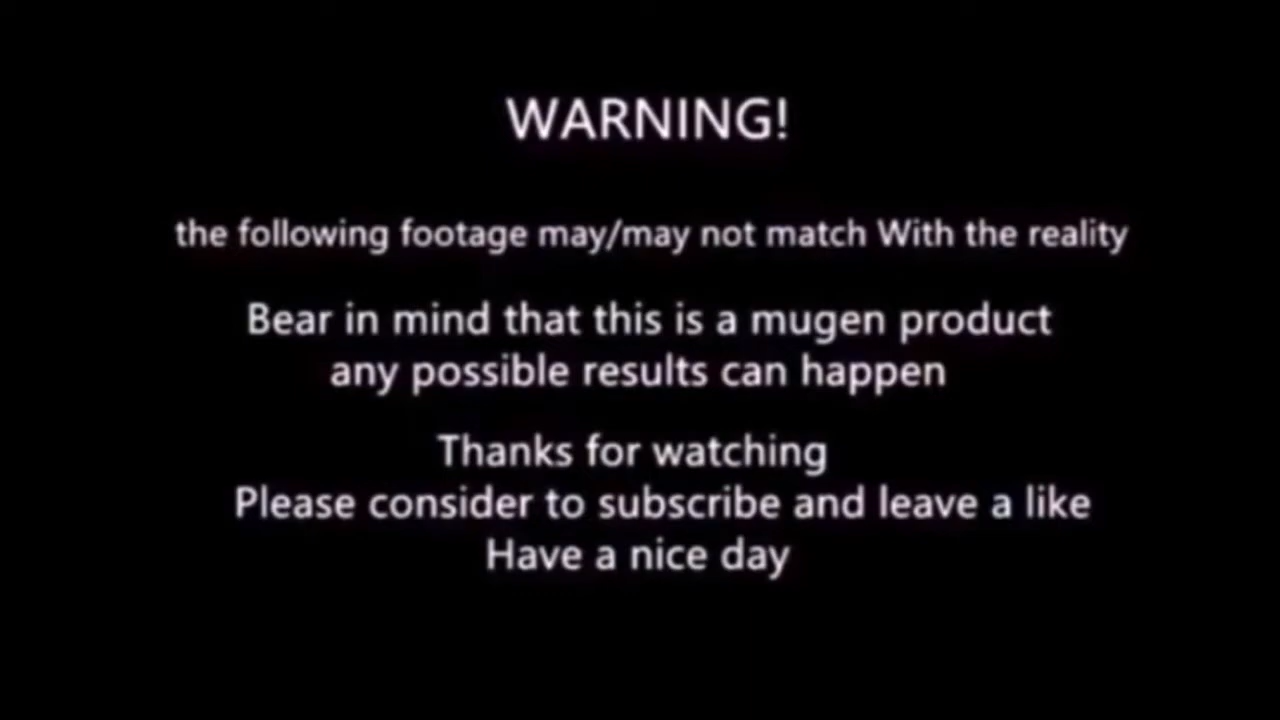 WARNING!
the following footage may/may not match With the reality
Bear in mind that this is a mugen product
any possible results can happen
Thanks for watching
Please consider to subscribe and leave a like
Have a nice day